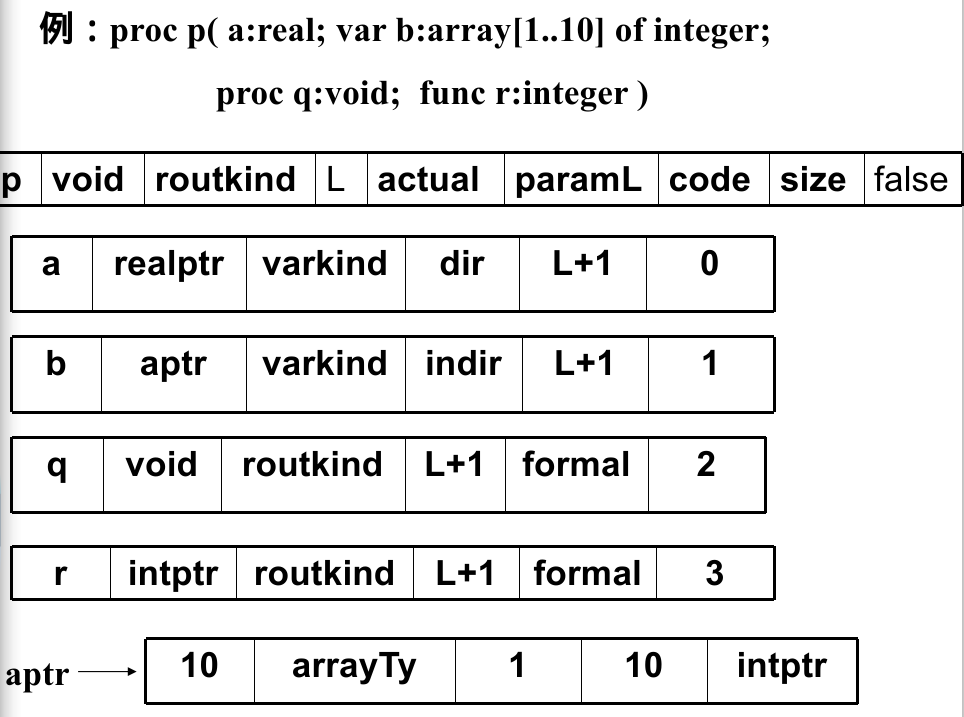 例：proc p( a:real; var b:array[1..10] of integer;
proc q:void; func r:integer )
p void routkind L actual paramL code size false
a realptr varkind dir L+1 0
b aptr varkind indir L+1 1
q void routkind L+1 formal 2
r intptr routkind L+1 formal 3
aptr 10 arrayTy 1 10 intptr